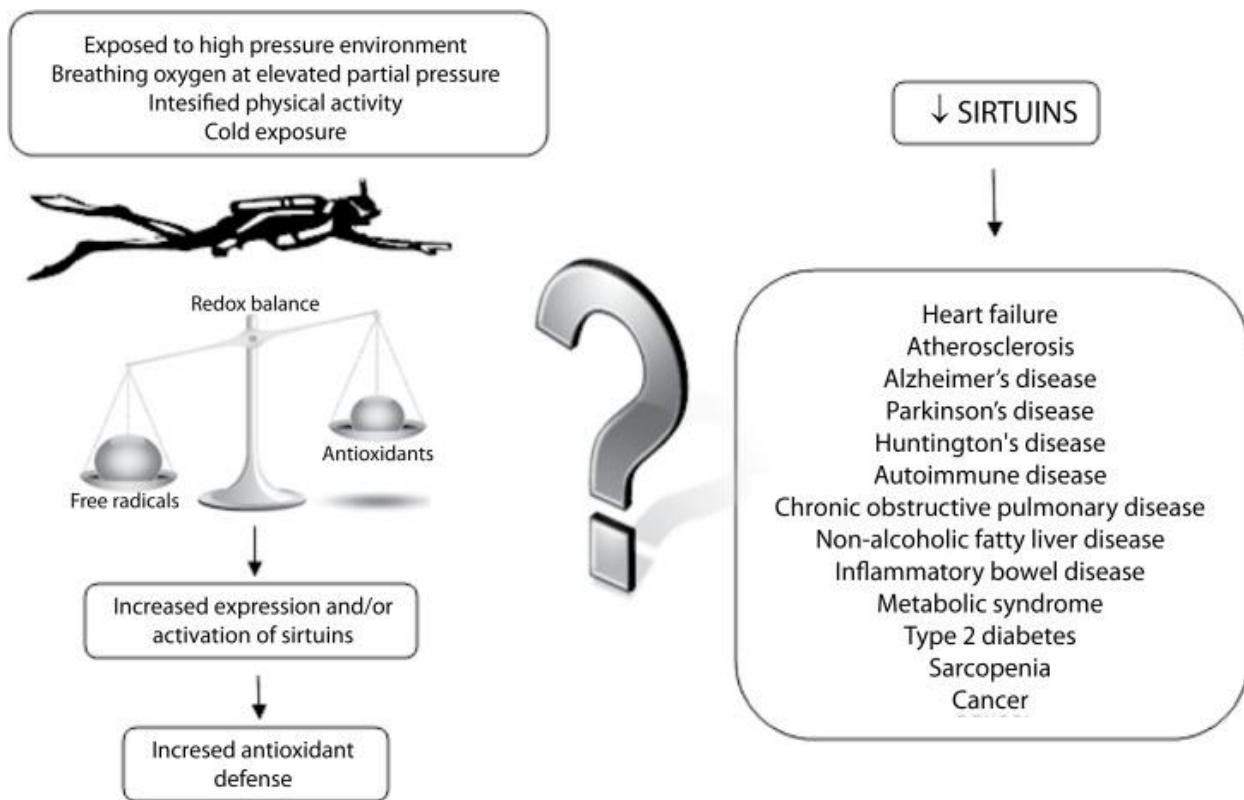 Exposed to high pressure environment
Breathing oxygen at elevated partial pressure
Intesified physical activity
Cold exposure
Redox balance
Antioxidants
Free radicals
Increased expression and/or
activation of sirtuins
Incresed antioxidant
defense
↓ SIRTUINS
Heart failure
Atherosclerosis
Alzheimer’s disease
Parkinson’s disease
Huntington's disease
Autoimmune disease
Chronic obstructive pulmonary disease
Non-alcoholic fatty liver disease
Inflammatory bowel disease
Metabolic syndrome
Type 2 diabetes
Sarcopenia
Cancer